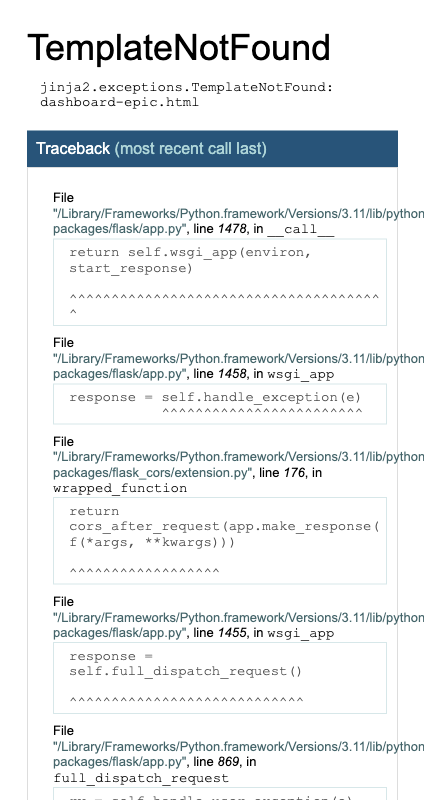 TemplateNotFound
jinja2.exceptions.TemplateNotFound:
dashboard-epic.html
Traceback (most recent call last)
File
"/Library/Frameworks/Python.framework/Versions/3.11/lib/python
packages/flask/app.py", line 1478, in __call__
return self.wsgi_app(environ,
start_response)
^^^^^^^^^^^^^^^^^^^^^^^^^^^^^^^^^^^^^
^
File
"/Library/Frameworks/Python.framework/Versions/3.11/lib/python
packages/flask/app.py", line 1458, in wsgi_app
response = self.handle_exception(e)
^^^^^^^^^^^^^^^^^^^^^^^^
File
"/Library/Frameworks/Python.framework/Versions/3.11/lib/python
packages/flask_cors/extension.py", line 176, in
wrapped_function
return
cors_after_request(app.make_response(
f(*args, **kwargs)))
^^^^^^^^^^^^^^^^^^
File
"/Library/Frameworks/Python.framework/Versions/3.11/lib/python
packages/flask/app.py", line 1455, in wsgi_app
response =
self.full_dispatch_request()
^^^^^^^^^^^^^^^^^^^^^^^^^^^^
File
"/Library/Frameworks/Python.framework/Versions/3.11/lib/python
packages/flask/app.py", line 869, in
full_dispatch_request
rv = self.handle_user_exception(e)